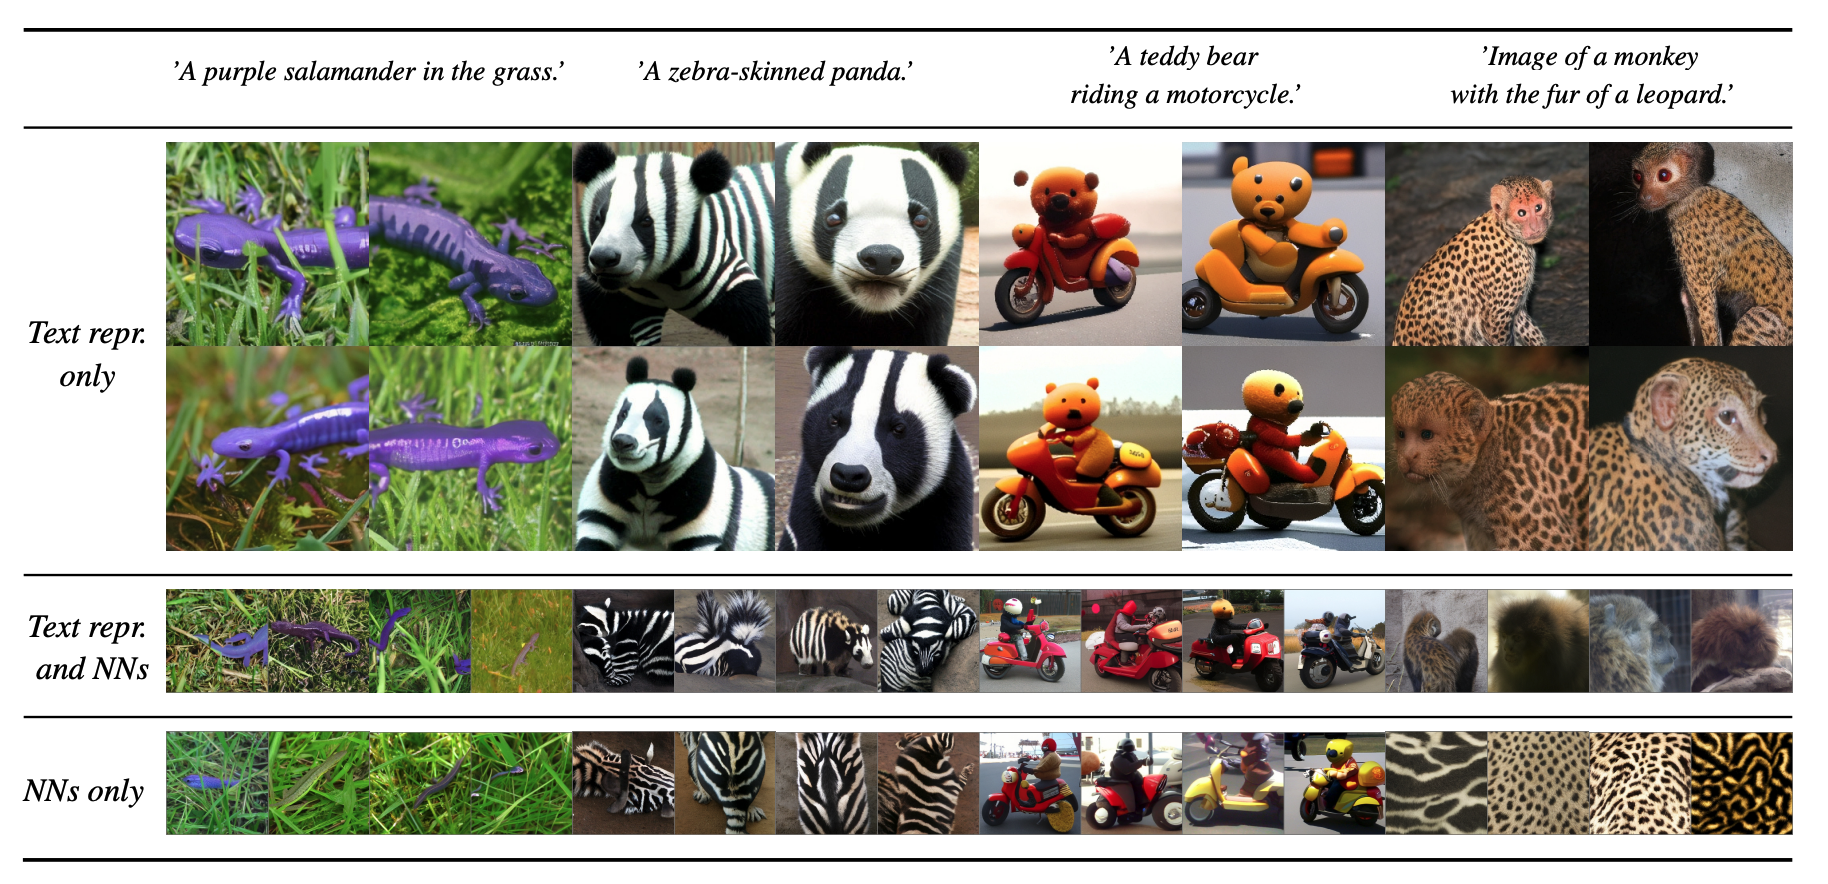 ’A purple salamander in the grass.’
’A zebra-skinned panda.’
’A teddy bear
riding a motorcycle.’
’Image of a monkey
with the fur of a leopard.’
Text repr.
only
Text repr.
and NNs
NNs only